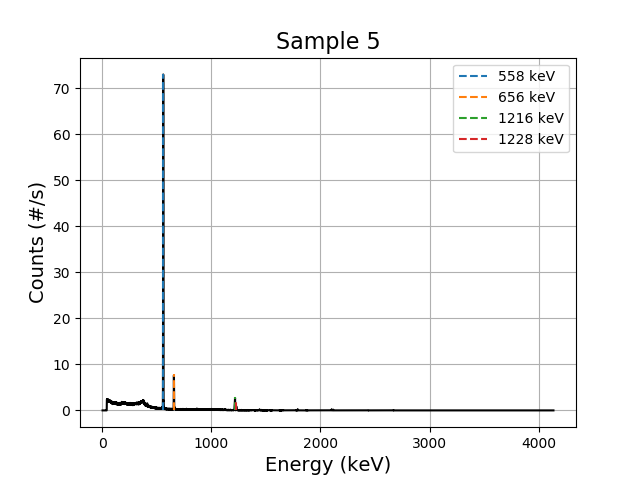 Sample 5
558 keV
656 keV
1216 keV
1228 keV
70
60
50
40
30
20
10
0
Counts (#/s)
0 1000 2000 3000 4000
Energy (keV)